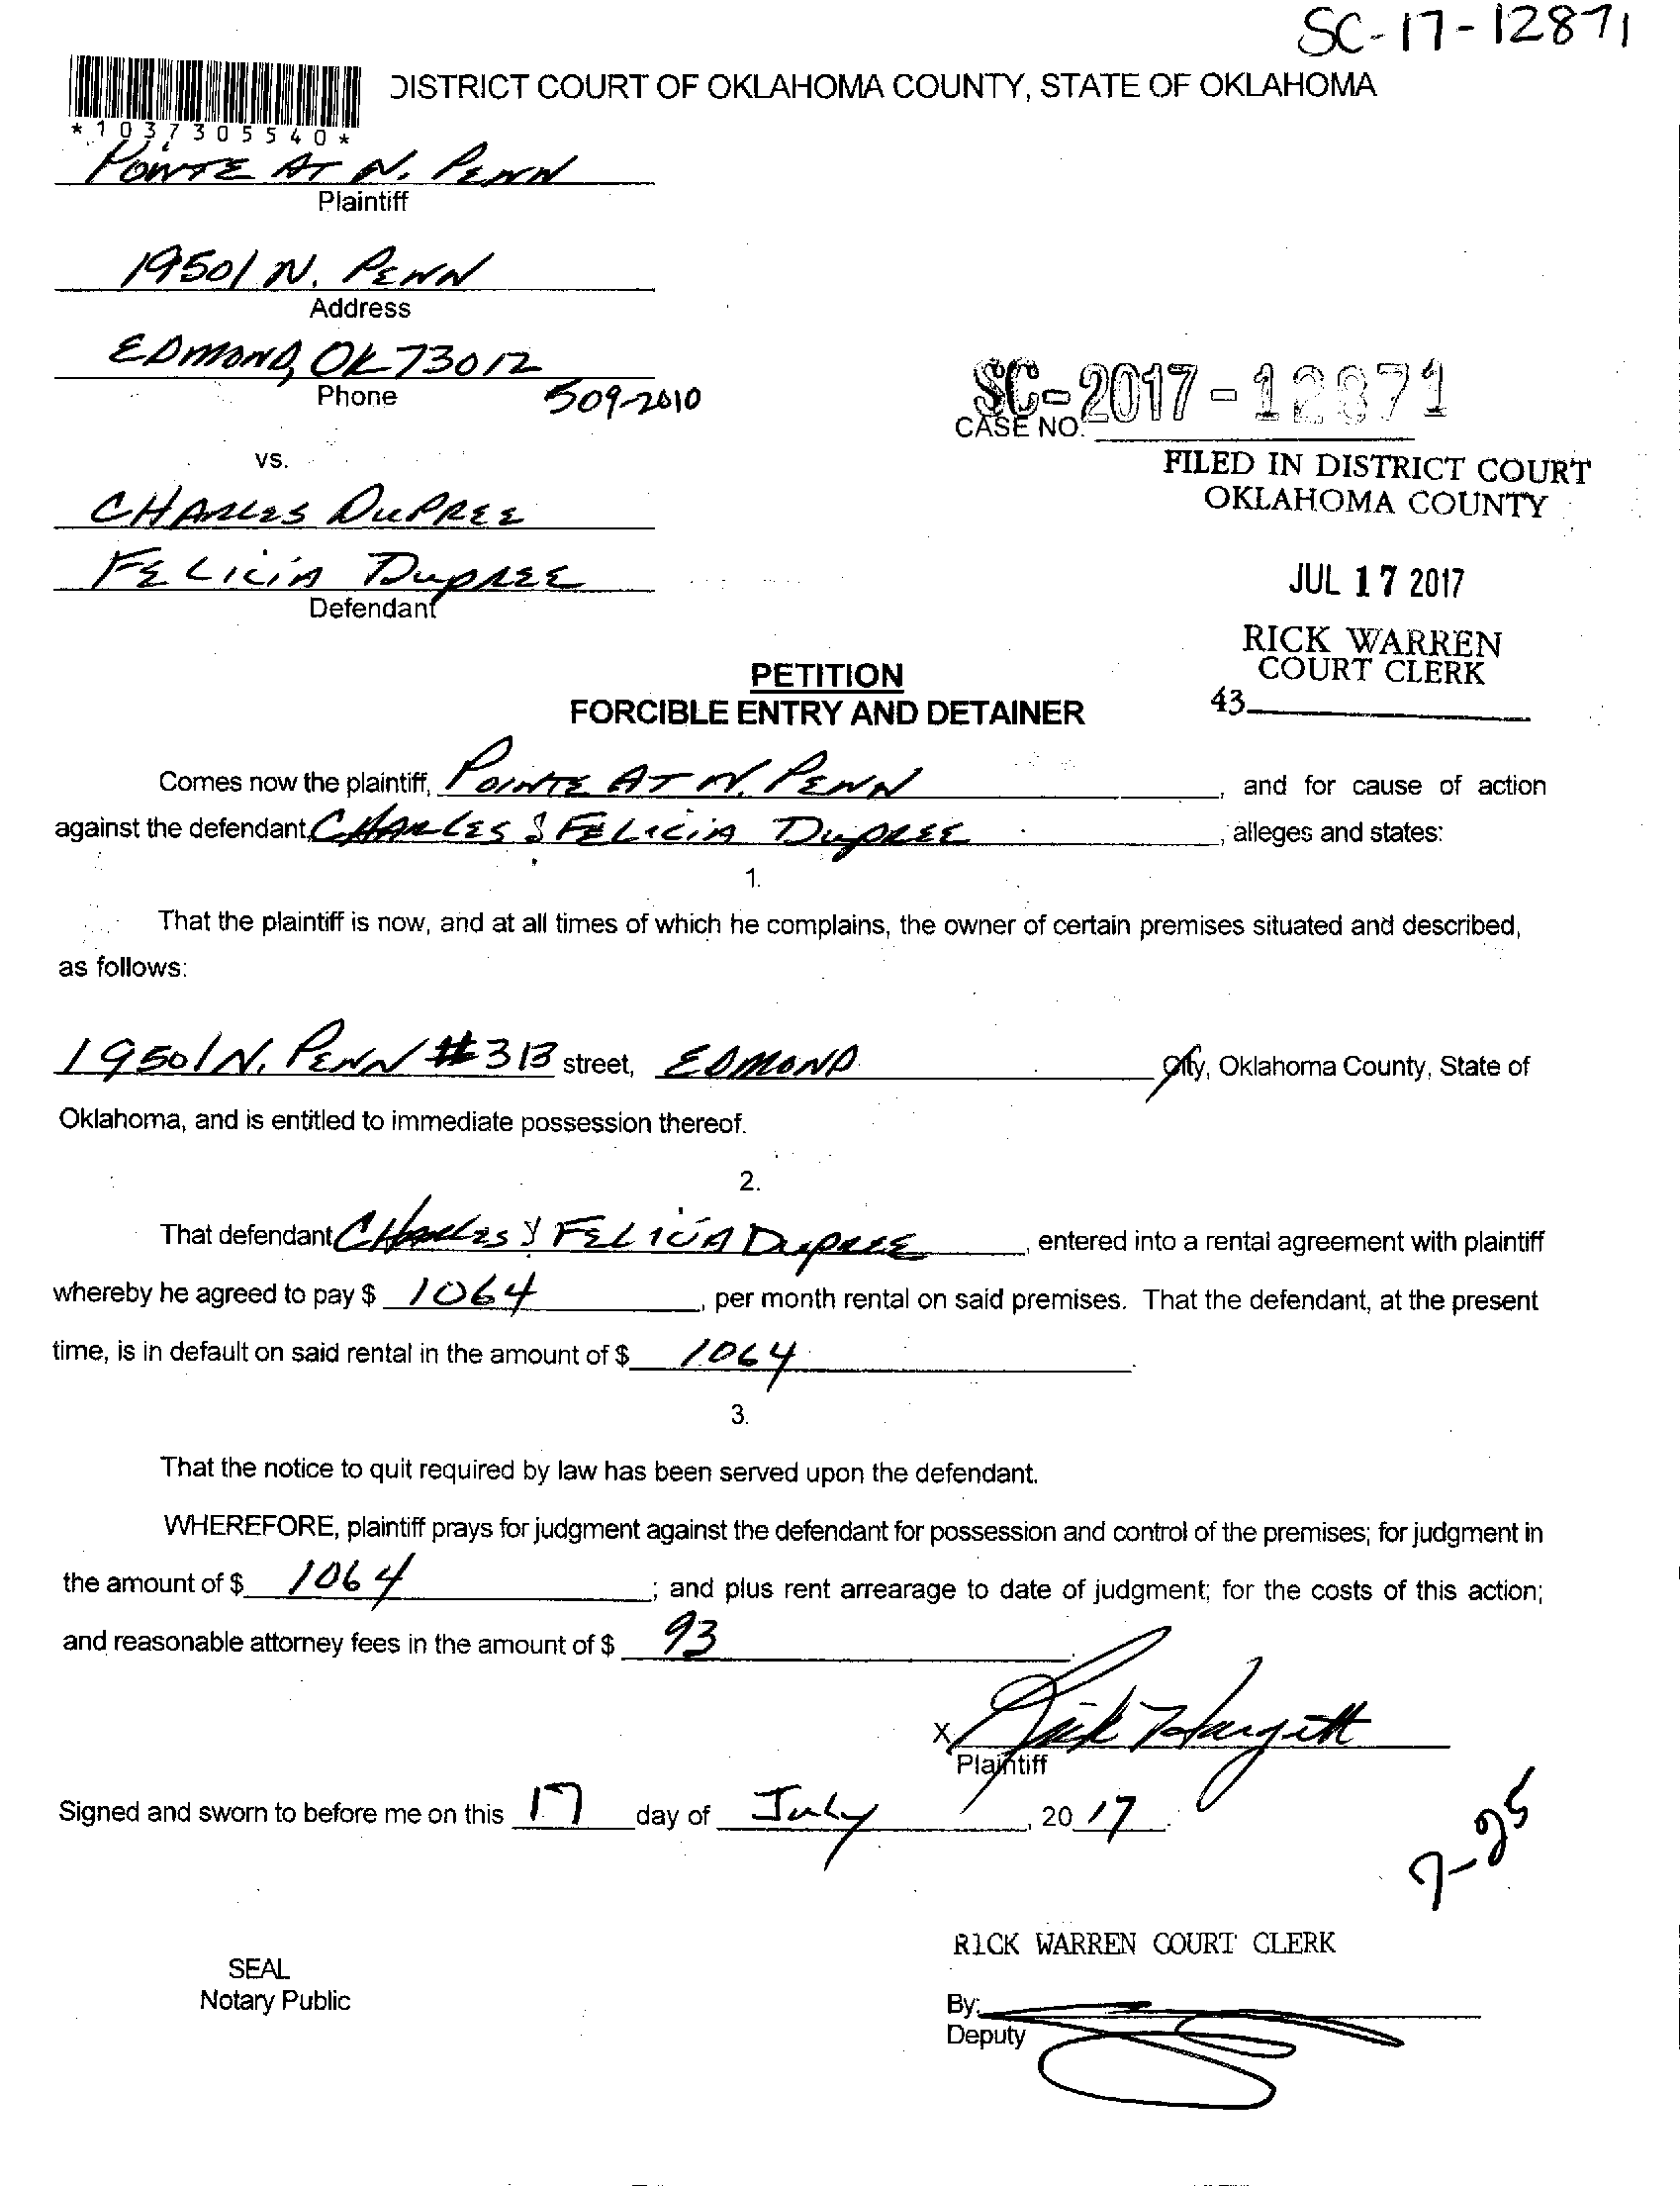 SC-17-12871
DISTRICT COURT OF OKLAHOMA COUNTY, STATE OF OKLAHOMA
*1037305540*
POINTE AT N. PENN
Plaintiff
19501 N. PENN
Address
EDMOND, OK 73012
Phone
509-2010
SC-2017-12871
CASE NO.
vs.
FILED IN DISTRICT COURT
OKLAHOMA COUNTY
CHARLES DUPREE
FELICIA DUPREE
Defendant
JUL 17 2017
RICK WARREN
COURT CLERK
43
PETITION
FORCIBLE ENTRY AND DETAINER
Comes now the plaintiff, POINTE AT N. PENN, and for cause of action
against the defendant, CHARLES & FELICIA DUPREE, alleges and states:
1.
That the plaintiff is now, and at all times of which he complains, the owner of certain premises situated and described,
as follows:
19501 N. PENN #313 street, EDMOND City, Oklahoma County, State of
Oklahoma, and is entitled to immediate possession thereof.
2.
That defendant CHARLES & FELICIA DUPREE, entered into a rental agreement with plaintiff
whereby he agreed to pay $ 1064, per month rental on said premises. That the defendant, at the present
time, is in default on said rental in the amount of $ 1064.
3.
That the notice to quit required by law has been served upon the defendant.
WHEREFORE, plaintiff prays for judgment against the defendant for possession and control of the premises; for judgment in
the amount of $ 1064; and plus rent arrearage to date of judgment; for the costs of this action;
and reasonable attorney fees in the amount of $ 93.
X Rick Hargett
Plaintiff
Signed and sworn to before me on this 17 day of July, 20 17.
7-25
RICK WARREN COURT CLERK
SEAL
Notary Public
By:
Deputy